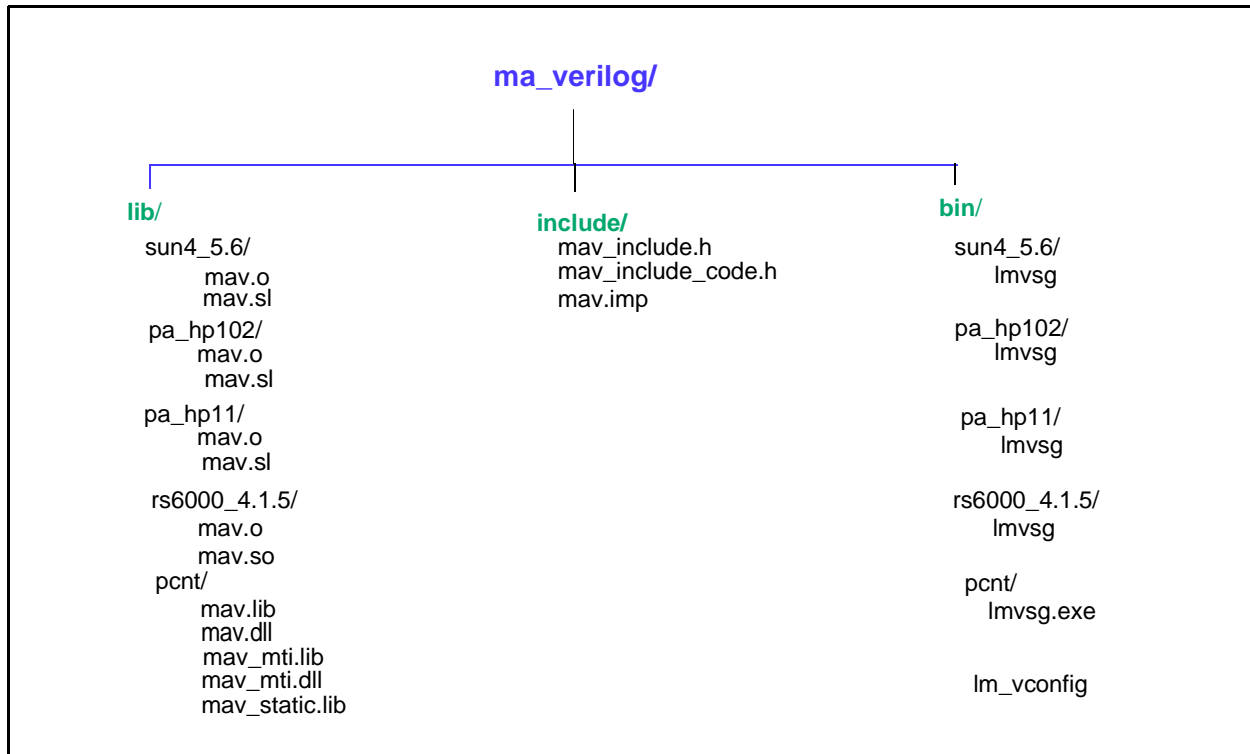 ma_verilog/
lib/
sun4_5.6/
mav.o
mav.sl
pa_hp102/
mav.o
mav.sl
pa_hp11/
mav.o
mav.sl
rs6000_4.1.5/
mav.o
mav.so
pcnt/
mav.lib
mav.dll
mav_mti.lib
mav_mti.dll
mav_static.lib
include/
mav_include.h
mav_include_code.h
mav.imp
bin/
sun4_5.6/
lmvsg
pa_hp102/
lmvsg
pa_hp11/
lmvsg
rs6000_4.1.5/
lmvsg
pcnt/
lmvsg.exe
lm_vconfig